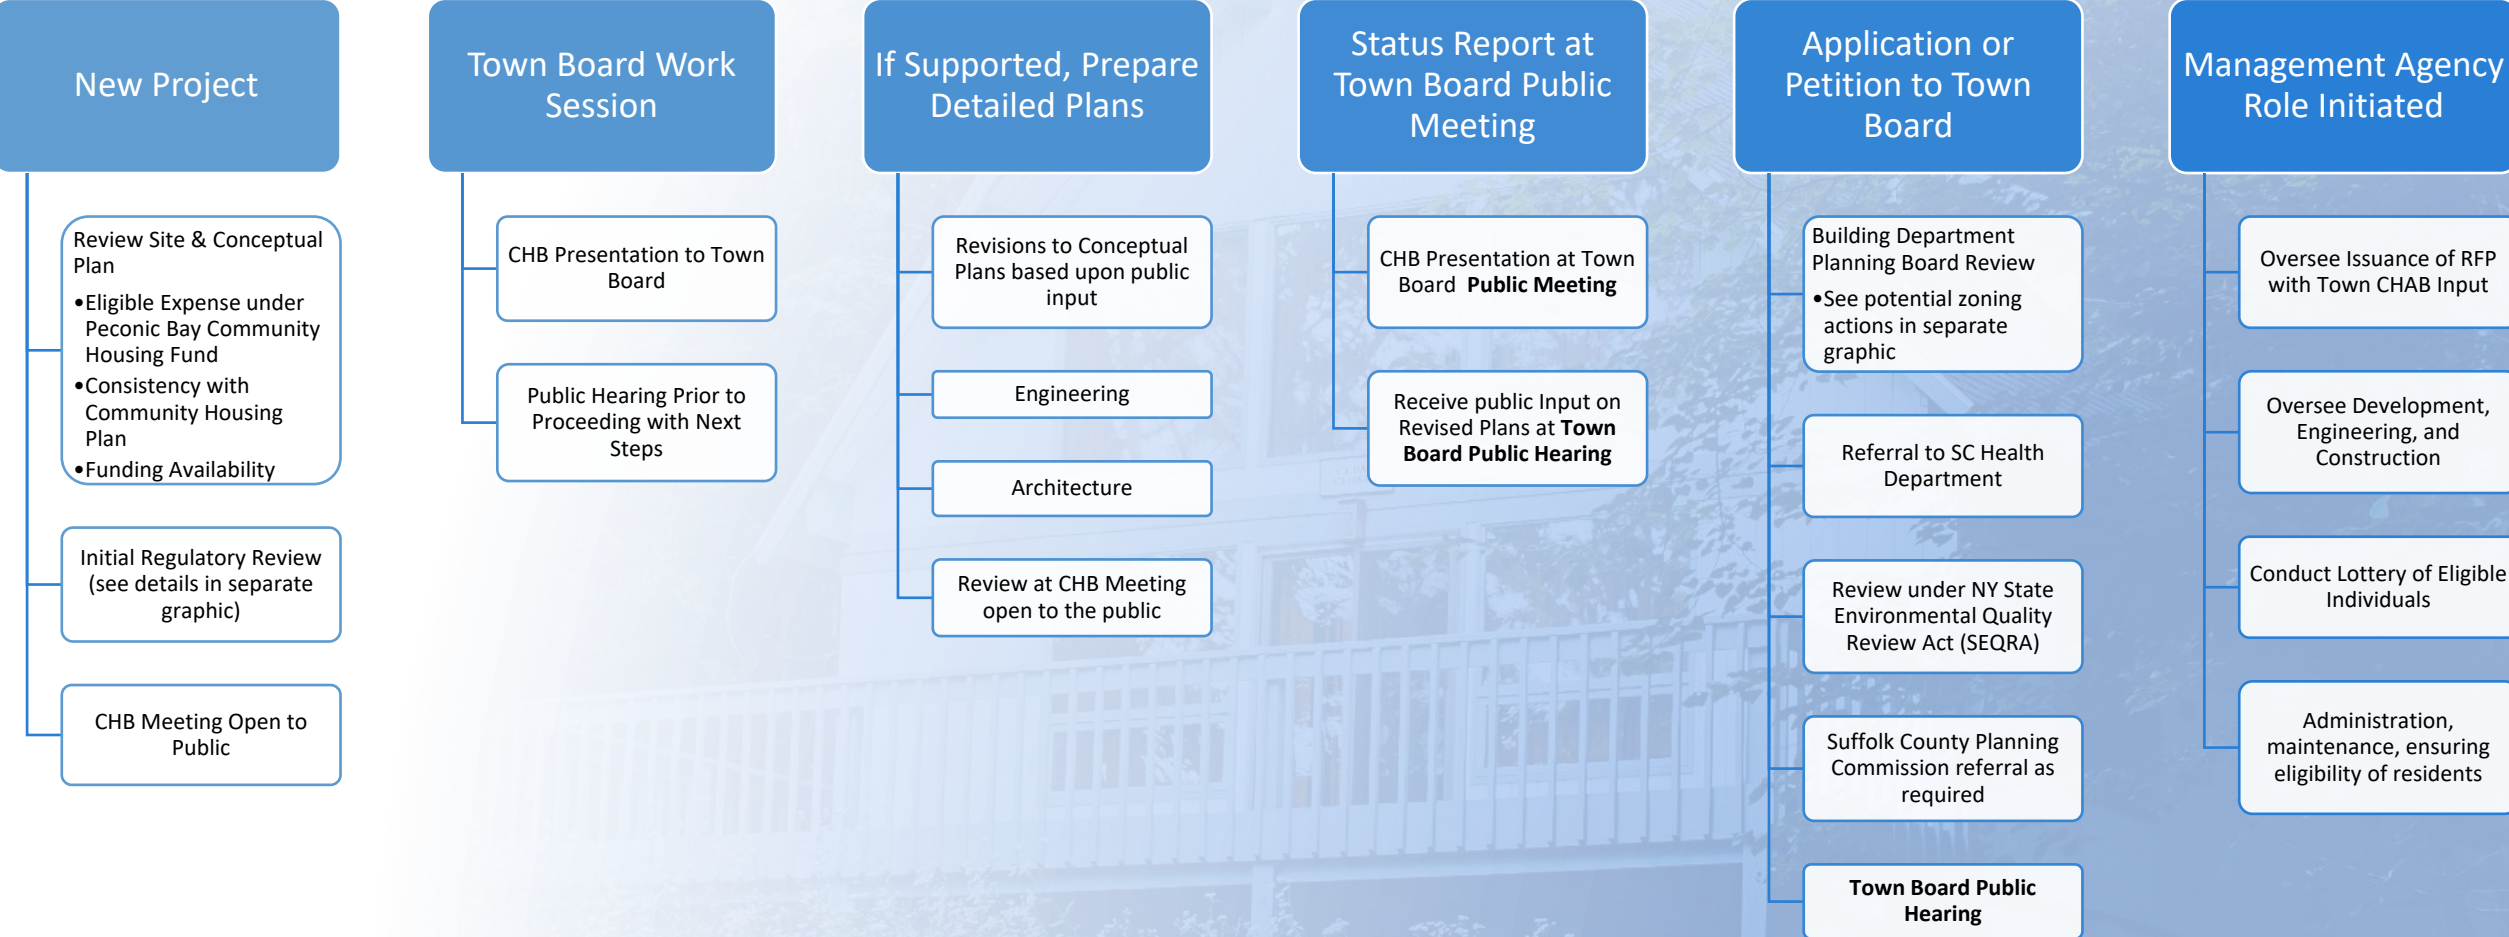 New Project
Review Site & Conceptual
Plan
•Eligible Expense under
Peconic Bay Community
Housing Fund
•Consistency with
Community Housing
Plan
•Funding Availability
Initial Regulatory Review
(see details in separate
graphic)
CHB Meeting Open to
Public
Town Board Work
Session
CHB Presentation to Town
Board
Public Hearing Prior to
Proceeding with Next
Steps
If Supported, Prepare
Detailed Plans
Revisions to Conceptual
Plans based upon public
input
Engineering
Architecture
Review at CHB Meeting
open to the public
Status Report at
Town Board Public
Meeting
CHB Presentation at Town
Board Public Meeting
Receive public Input on
Revised Plans at Town
Board Public Hearing
Application or
Petition to Town
Board
Building Department
Planning Board Review
•See potential zoning
actions in separate
graphic
Referral to SC Health
Department
Review under NY State
Environmental Quality
Review Act (SEQRA)
Suffolk County Planning
Commission referral as
required
Town Board Public
Hearing
Management Agency
Role Initiated
Oversee Issuance of RFP
with Town CHAB Input
Oversee Development,
Engineering, and
Construction
Conduct Lottery of Eligible
Individuals
Administration,
maintenance, ensuring
eligibility of residents